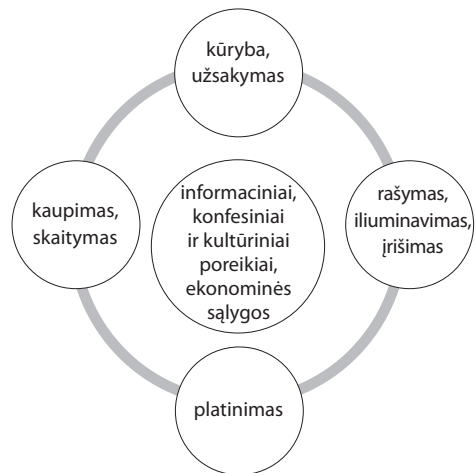 kūryba,
užsakymas
kaupimas,
skaitymas
informaciniai,
konfesiniai
ir kultūriniai
poreikiai,
ekonominės
sąlygos
rašymas,
iliuminavimas,
įrišimas
platinimas